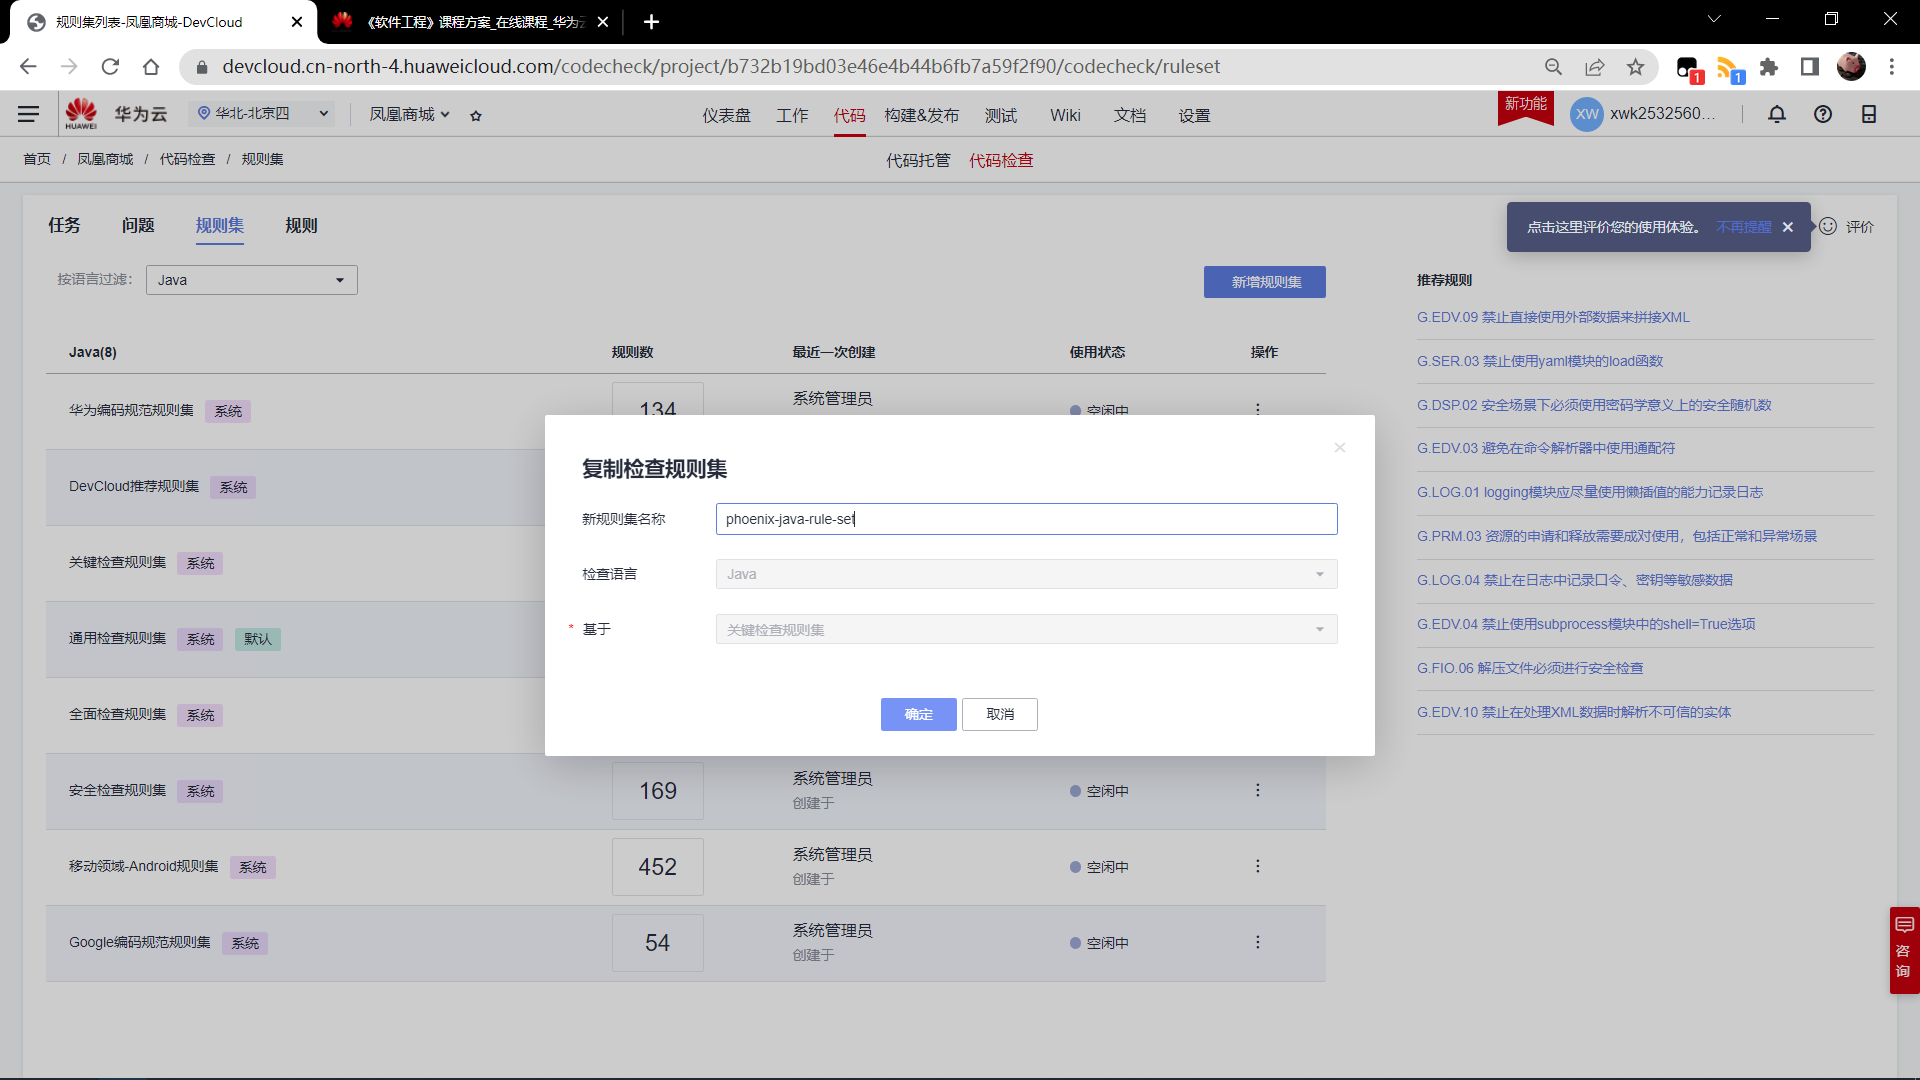 规则集列表-凤凰商城-DevCloud
《软件工程》课程方案_在线课程_华为云
devcloud.cn-north-4.huaweicloud.com/codecheck/project/b732b19bd03e46e4b44b6fb7a59f2f90/codecheck/ruleset
1
1
HUAWEI
华为云
华北-北京四
凤凰商城
仪表盘
工作
代码
构建&发布
测试
Wiki
文档
设置
新功能
XW
xwk2532560...
首页 / 凤凰商城 / 代码检查 / 规则集
代码托管
代码检查
任务
问题
规则集
规则
点击这里评价您的使用体验。 不再提醒
评价
按语言过滤:
Java
新增规则集
Java(8)
规则数
最近一次创建
使用状态
操作
华为编码规范规则集 系统
134
系统管理员
空闲中
DevCloud推荐规则集 系统
关键检查规则集 系统
通用检查规则集 系统 默认
全面检查规则集 系统
安全检查规则集 系统
169
系统管理员
创建于
空闲中
移动领域-Android规则集 系统
452
系统管理员
创建于
空闲中
Google编码规范规则集 系统
54
系统管理员
创建于
空闲中
复制检查规则集
新规则集名称
phoenix-java-rule-set
检查语言
Java
* 基于
关键检查规则集
确定
取消
推荐规则
G.EDV.09 禁止直接使用外部数据来拼接XML
G.SER.03 禁止使用yaml模块的load函数
G.DSP.02 安全场景下必须使用密码学意义上的安全随机数
G.EDV.03 避免在命令解析器中使用通配符
G.LOG.01 logging模块应尽量使用懒插值的能力记录日志
G.PRM.03 资源的申请和释放需要成对使用，包括正常和异常场景
G.LOG.04 禁止在日志中记录口令、密钥等敏感数据
G.EDV.04 禁止使用subprocess模块中的shell=True选项
G.FIO.06 解压文件必须进行安全检查
G.EDV.10 禁止在处理XML数据时解析不可信的实体
咨
询